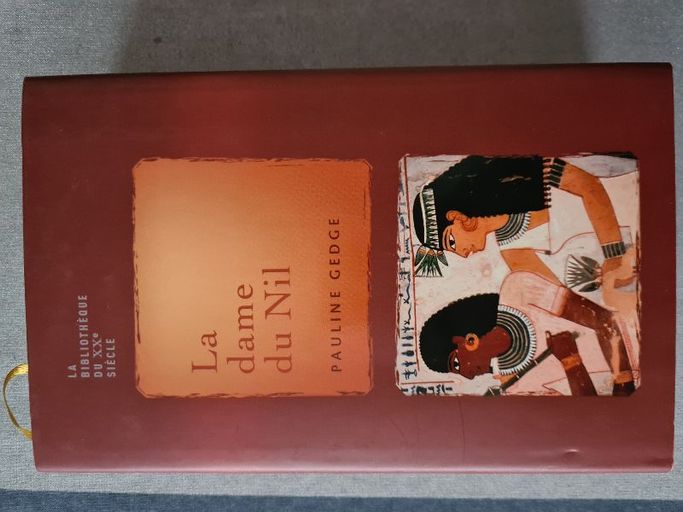 LA
BIBLIOTHÈQUE
DU XXe
SIÈCLE
La
dame
du Nil
PAULINE GEDGE